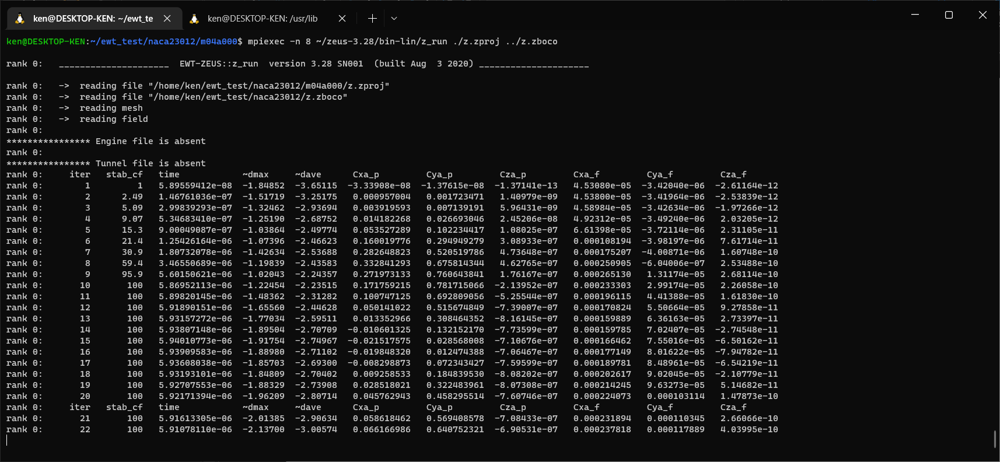 ken@DESKTOP-KEN: ~/ewt_te
ken@DESKTOP-KEN: /usr/lib
ken@DESKTOP-KEN:~/ewt_test/naca23012/m04a000$ mpiexec -n 8 ~/zeus-3.28/bin-lin/z_run ./z.zproj ../z.zboco
rank 0:   _____________________  EWT-ZEUS::z_run  version 3.28 SN001  (built Aug  3 2020) _____________________
rank 0:   ->  reading file "/home/ken/ewt_test/naca23012/m04a000/z.zproj"
rank 0:   ->  reading file "/home/ken/ewt_test/naca23012/z.zboco"
rank 0:   ->  reading mesh
rank 0:   ->  reading field
rank 0:
**************** Engine file is absent
rank 0:
**************** Tunnel file is absent
rank 0:     iter   stab_cf   time            ~dmax     ~dave      Cxa_p         Cya_p         Cza_p         Cxa_f         Cya_f         Cza_f
rank 0:        1         1   5.89559412e-08  -1.84852  -3.65115  -3.33908e-08  -1.37615e-08  -1.37141e-13   4.53080e-05  -3.42040e-06  -2.61164e-12
rank 0:        2      2.49   1.46761036e-07  -1.51719  -3.25175   0.000957004   0.001723471   1.40979e-09   4.53800e-05  -3.41964e-06  -2.53839e-12
rank 0:        3      5.09   2.99839293e-07  -1.32462  -2.93694   0.003919593   0.007139191   5.96431e-09   4.58984e-05  -3.42634e-06  -1.97266e-12
rank 0:        4      9.07   5.34683410e-07  -1.25190  -2.68752   0.014182268   0.026693046   2.45206e-08   4.92312e-05  -3.49240e-06   2.03205e-12
rank 0:        5      15.3   9.00049087e-07  -1.03864  -2.49774   0.053527289   0.102234417   1.08025e-07   6.61398e-05  -3.72114e-06   2.31105e-11
rank 0:        6      21.4   1.25426164e-06  -1.07396  -2.46623   0.160019776   0.294949279   3.08933e-07   0.000108194  -3.98197e-06   7.61714e-11
rank 0:        7      30.9   1.80732078e-06  -1.42634  -2.53688   0.282648823   0.520519786   4.73648e-07   0.000175207  -4.00871e-06   1.60748e-10
rank 0:        8      59.4   3.46550689e-06  -1.19839  -2.43583   0.332841293   0.675814344   4.62765e-07   0.000250905  -6.04006e-07   2.53488e-10
rank 0:        9      95.9   5.60150621e-06  -1.02043  -2.24357   0.271973133   0.760643841   1.76167e-07   0.000265130   1.31174e-05   2.68114e-10
rank 0:       10       100   5.86952113e-06  -1.22454  -2.23515   0.171759215   0.781715066  -2.13952e-07   0.000233303   2.99174e-05   2.26058e-10
rank 0:       11       100   5.89820145e-06  -1.48362  -2.31282   0.100747125   0.692809056  -5.25544e-07   0.000196115   4.41388e-05   1.61830e-10
rank 0:       12       100   5.91890151e-06  -1.65560  -2.44628   0.050141022   0.515674849  -7.39007e-07   0.000170824   5.50664e-05   9.27858e-11
rank 0:       13       100   5.93157272e-06  -1.77034  -2.59511   0.013352966   0.308464352  -8.16145e-07   0.000159889   6.36163e-05   2.73397e-11
rank 0:       14       100   5.93807148e-06  -1.89504  -2.70709  -0.010601325   0.132152170  -7.73599e-07   0.000159785   7.02407e-05  -2.74548e-11
rank 0:       15       100   5.94010773e-06  -1.91754  -2.74967  -0.021517575   0.028568008  -7.10676e-07   0.000166462   7.55016e-05  -6.50162e-11
rank 0:       16       100   5.93909583e-06  -1.88980  -2.71102  -0.019848320   0.012474388  -7.06467e-07   0.000177149   8.01622e-05  -7.94782e-11
rank 0:       17       100   5.93608038e-06  -1.85703  -2.69300  -0.008298873   0.072343427  -7.59599e-07   0.000189781   8.48961e-05  -6.54219e-11
rank 0:       18       100   5.93193101e-06  -1.84809  -2.70402   0.009258533   0.184839530  -8.08202e-07   0.000202617   9.02045e-05  -2.10779e-11
rank 0:       19       100   5.92707553e-06  -1.88329  -2.73908   0.028518021   0.322483961  -8.07308e-07   0.000214245   9.63273e-05   5.14682e-11
rank 0:       20       100   5.92171394e-06  -1.96209  -2.80714   0.045762943   0.458295514  -7.60746e-07   0.000224073   0.000103114   1.47873e-10
rank 0:     iter   stab_cf   time            ~dmax     ~dave      Cxa_p         Cya_p         Cza_p         Cxa_f         Cya_f         Cza_f
rank 0:       21       100   5.91613305e-06  -2.01385  -2.90634   0.058618462   0.569408578  -7.08433e-07   0.000231894   0.000110345   2.66066e-10
rank 0:       22       100   5.91078110e-06  -2.13700  -3.00574   0.066166986   0.640752321  -6.90531e-07   0.000237818   0.000117889   4.03995e-10